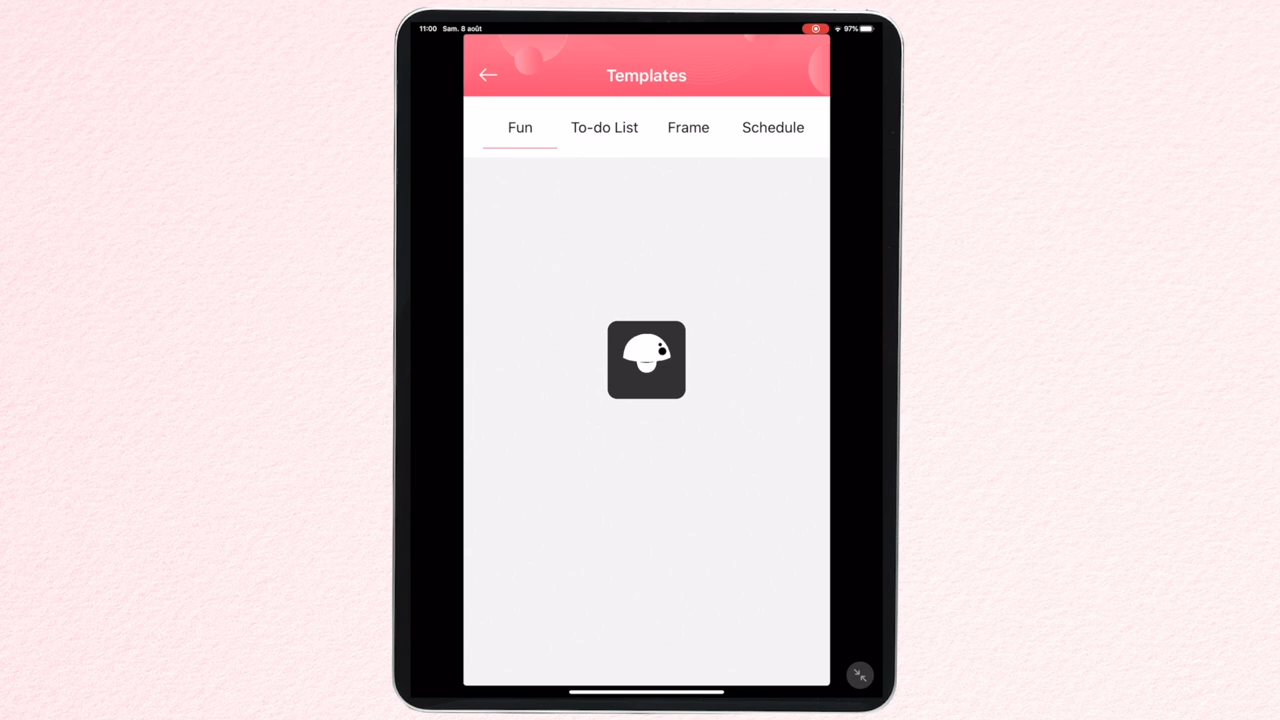 11:00 Sam. 8 août 97%
Templates
Fun To-do List Frame Schedule